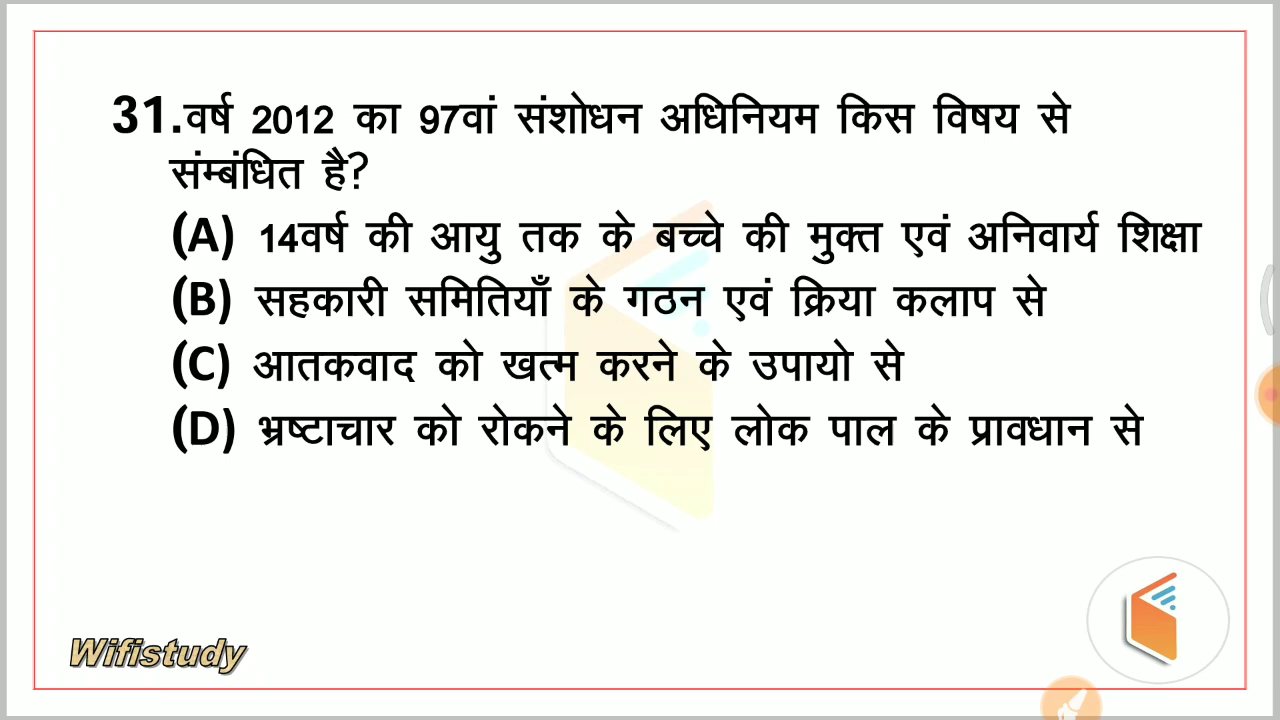 31.वर्ष 2012 का 97वां संशोधन अधिनियम किस विषय से
संम्बंधित है?
(A) 14वर्ष की आयु तक के बच्चे की मुक्त एवं अनिवार्य शिक्षा
(B) सहकारी समितियाँ के गठन एवं क्रिया कलाप से
(C) आतकवाद को खत्म करने के उपायो से
(D) भ्रष्टाचार को रोकने के लिए लोक पाल के प्रावधान से
Wifistudy